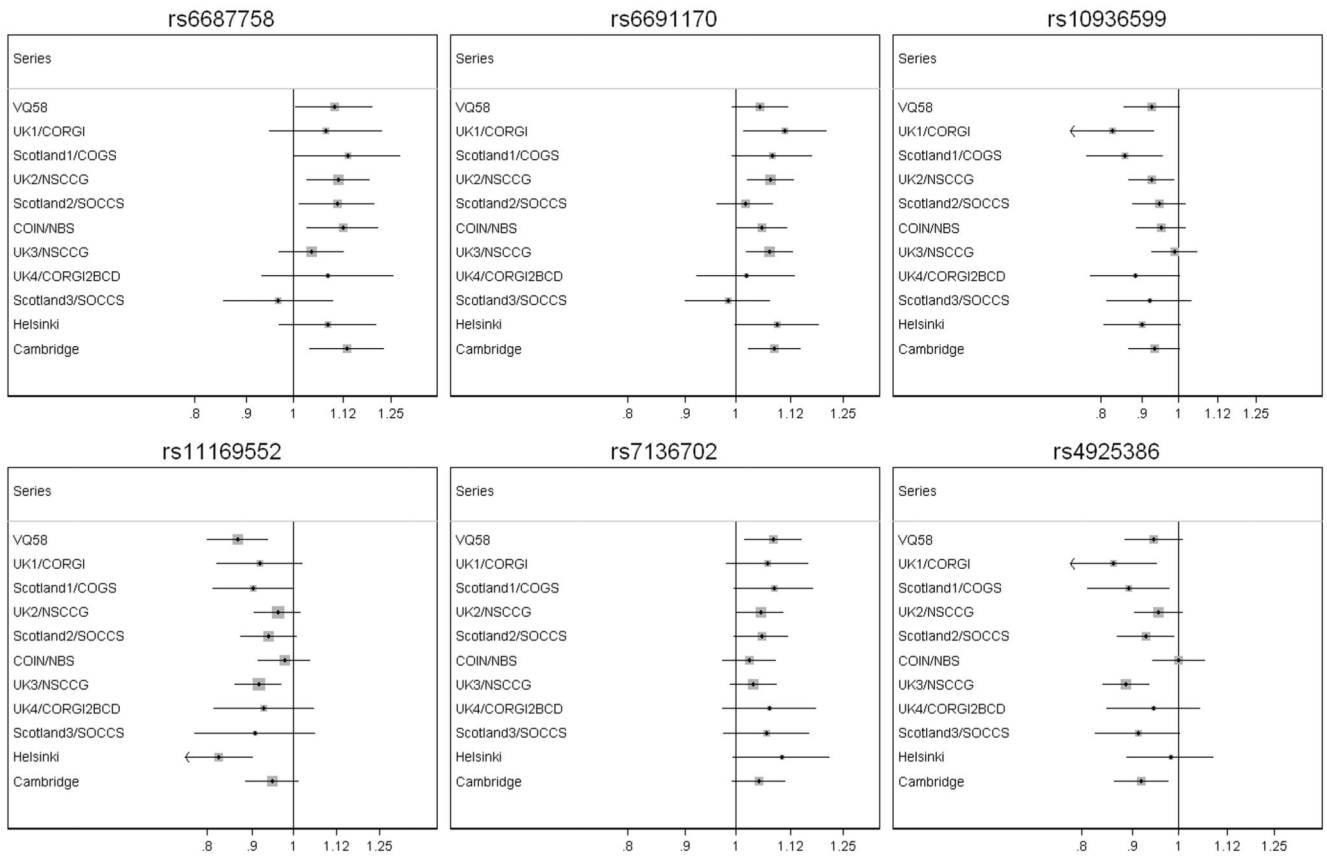 rs6687758
Series
VQ58
UK1/CORGI
Scotland1/COGS
UK2/NSCCG
Scotland2/SOCCS
COIN/NBS
UK3/NSCCG
UK4/CORGI2BCD
Scotland3/SOCCS
Helsinki
Cambridge
.8 .9 1 1.12 1.25
rs6691170
Series
VQ58
UK1/CORGI
Scotland1/COGS
UK2/NSCCG
Scotland2/SOCCS
COIN/NBS
UK3/NSCCG
UK4/CORGI2BCD
Scotland3/SOCCS
Helsinki
Cambridge
.8 .9 1 1.12 1.25
rs10936599
Series
VQ58
UK1/CORGI
Scotland1/COGS
UK2/NSCCG
Scotland2/SOCCS
COIN/NBS
UK3/NSCCG
UK4/CORGI2BCD
Scotland3/SOCCS
Helsinki
Cambridge
.8 .9 1 1.12 1.25
rs11169552
Series
VQ58
UK1/CORGI
Scotland1/COGS
UK2/NSCCG
Scotland2/SOCCS
COIN/NBS
UK3/NSCCG
UK4/CORGI2BCD
Scotland3/SOCCS
Helsinki
Cambridge
.8 .9 1 1.12 1.25
rs7136702
Series
VQ58
UK1/CORGI
Scotland1/COGS
UK2/NSCCG
Scotland2/SOCCS
COIN/NBS
UK3/NSCCG
UK4/CORGI2BCD
Scotland3/SOCCS
Helsinki
Cambridge
.8 .9 1 1.12 1.25
rs4925386
Series
VQ58
UK1/CORGI
Scotland1/COGS
UK2/NSCCG
Scotland2/SOCCS
COIN/NBS
UK3/NSCCG
UK4/CORGI2BCD
Scotland3/SOCCS
Helsinki
Cambridge
.8 .9 1 1.12 1.25